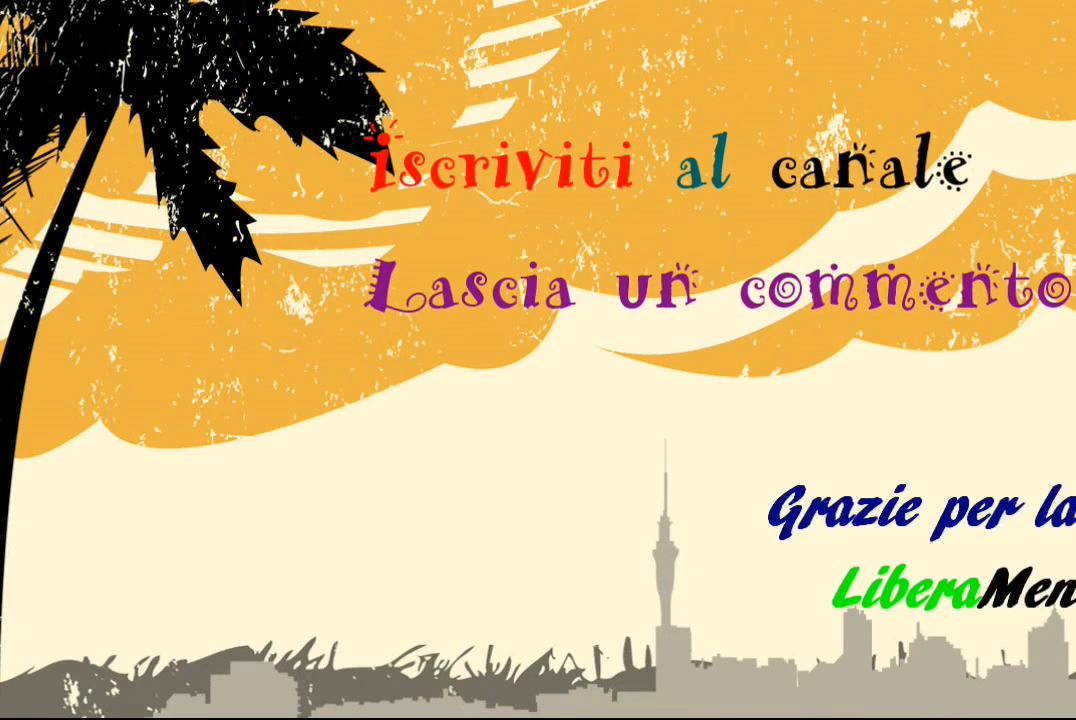 Iscriviti al canale
Lascia un commento
Grazie per la
LiberaMen